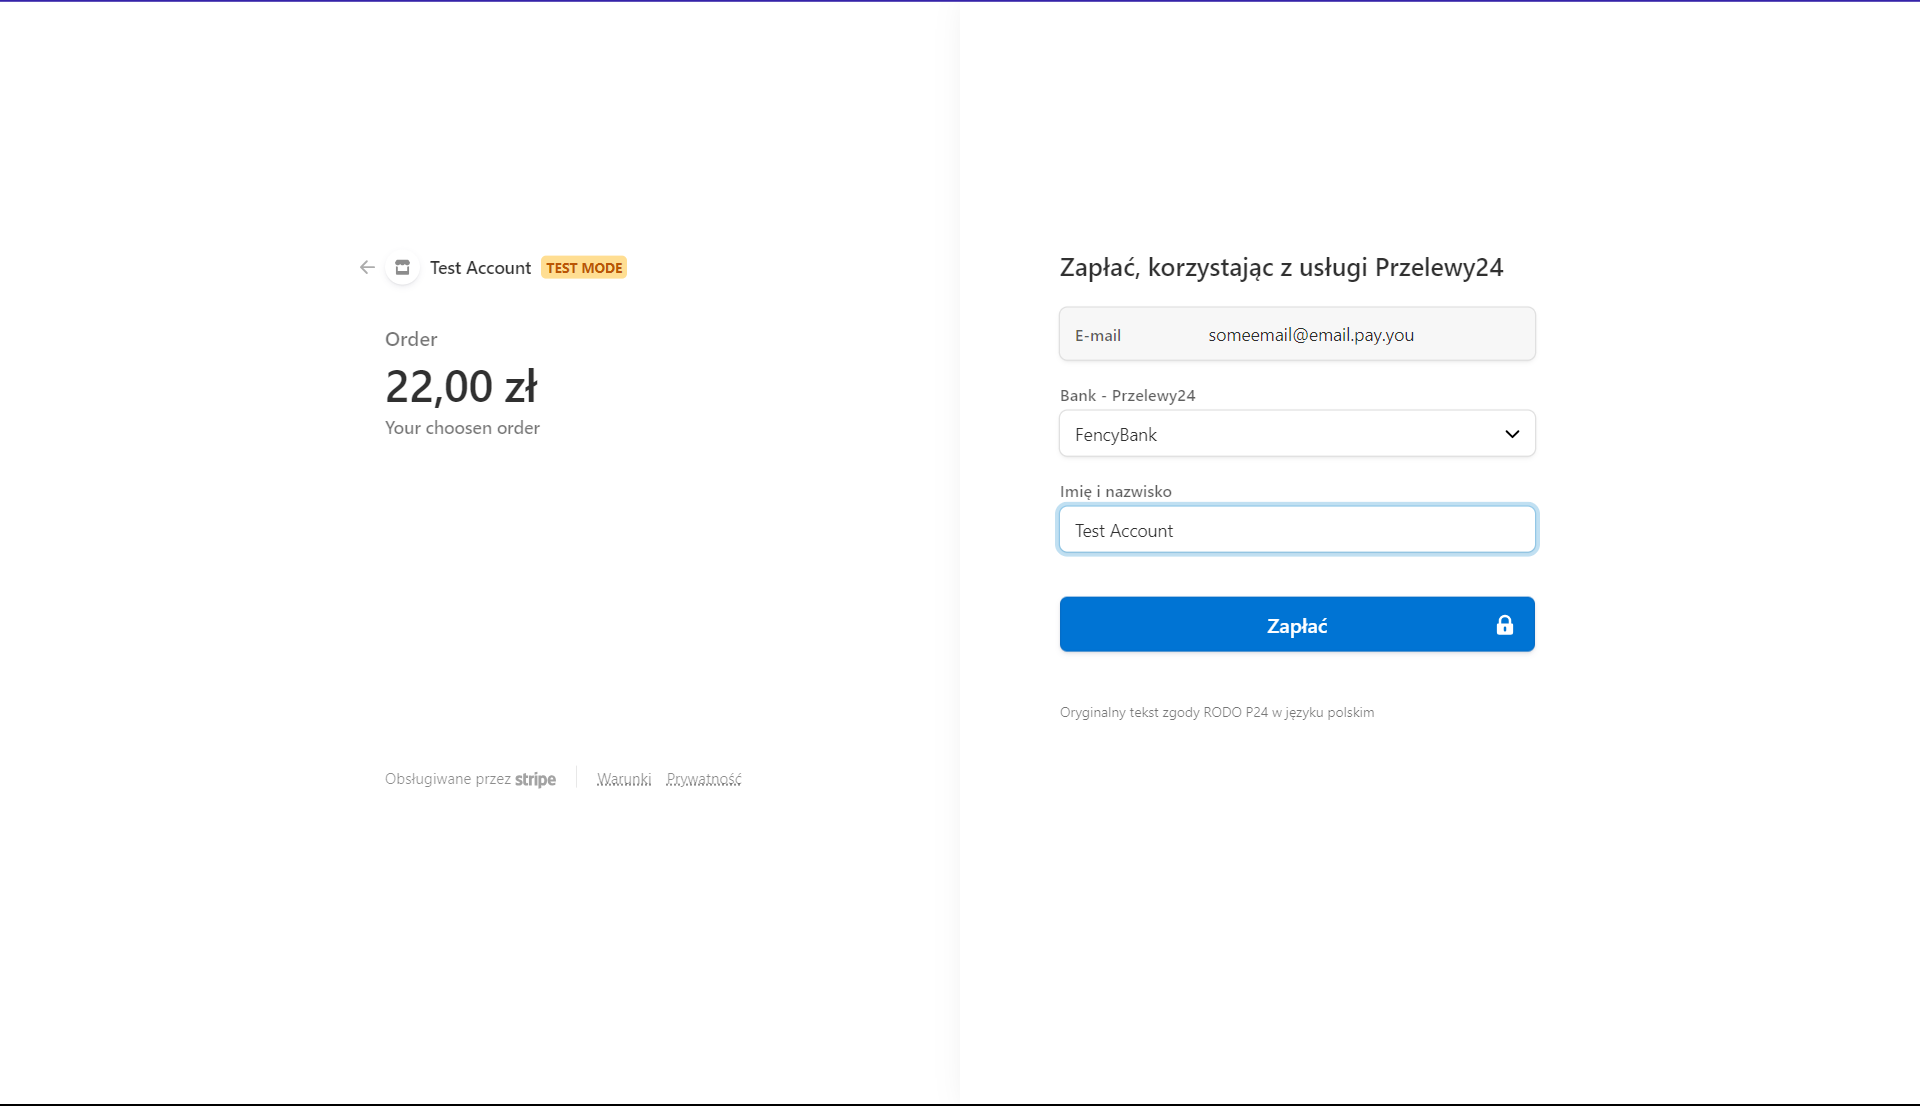 Test Account TEST MODE
Order
22,00 zł
Your choosen order
Obsługiwane przez stripe
Warunki Prywatność
Zapłać, korzystając z usługi Przelewy24
E-mail someemail@email.pay.you
Bank - Przelewy24
FencyBank
Imię i nazwisko
Test Account
Zapłać
Oryginalny tekst zgody RODO P24 w języku polskim